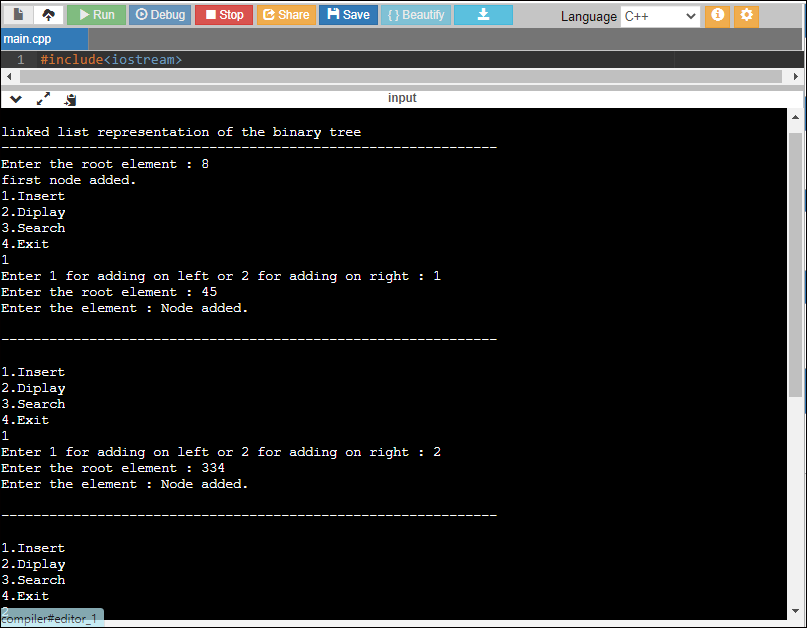 Run Debug Stop Share Save { } Beautify Language C++
main.cpp
1 #include<iostream>
input
linked list representation of the binary tree
--------------------------------------------------------------
Enter the root element : 8
first node added.
1.Insert
2.Diplay
3.Search
4.Exit
1
Enter 1 for adding on left or 2 for adding on right : 1
Enter the root element : 45
Enter the element : Node added.
--------------------------------------------------------------
1.Insert
2.Diplay
3.Search
4.Exit
1
Enter 1 for adding on left or 2 for adding on right : 2
Enter the root element : 334
Enter the element : Node added.
--------------------------------------------------------------
1.Insert
2.Diplay
3.Search
4.Exit
2
compiler#editor_1